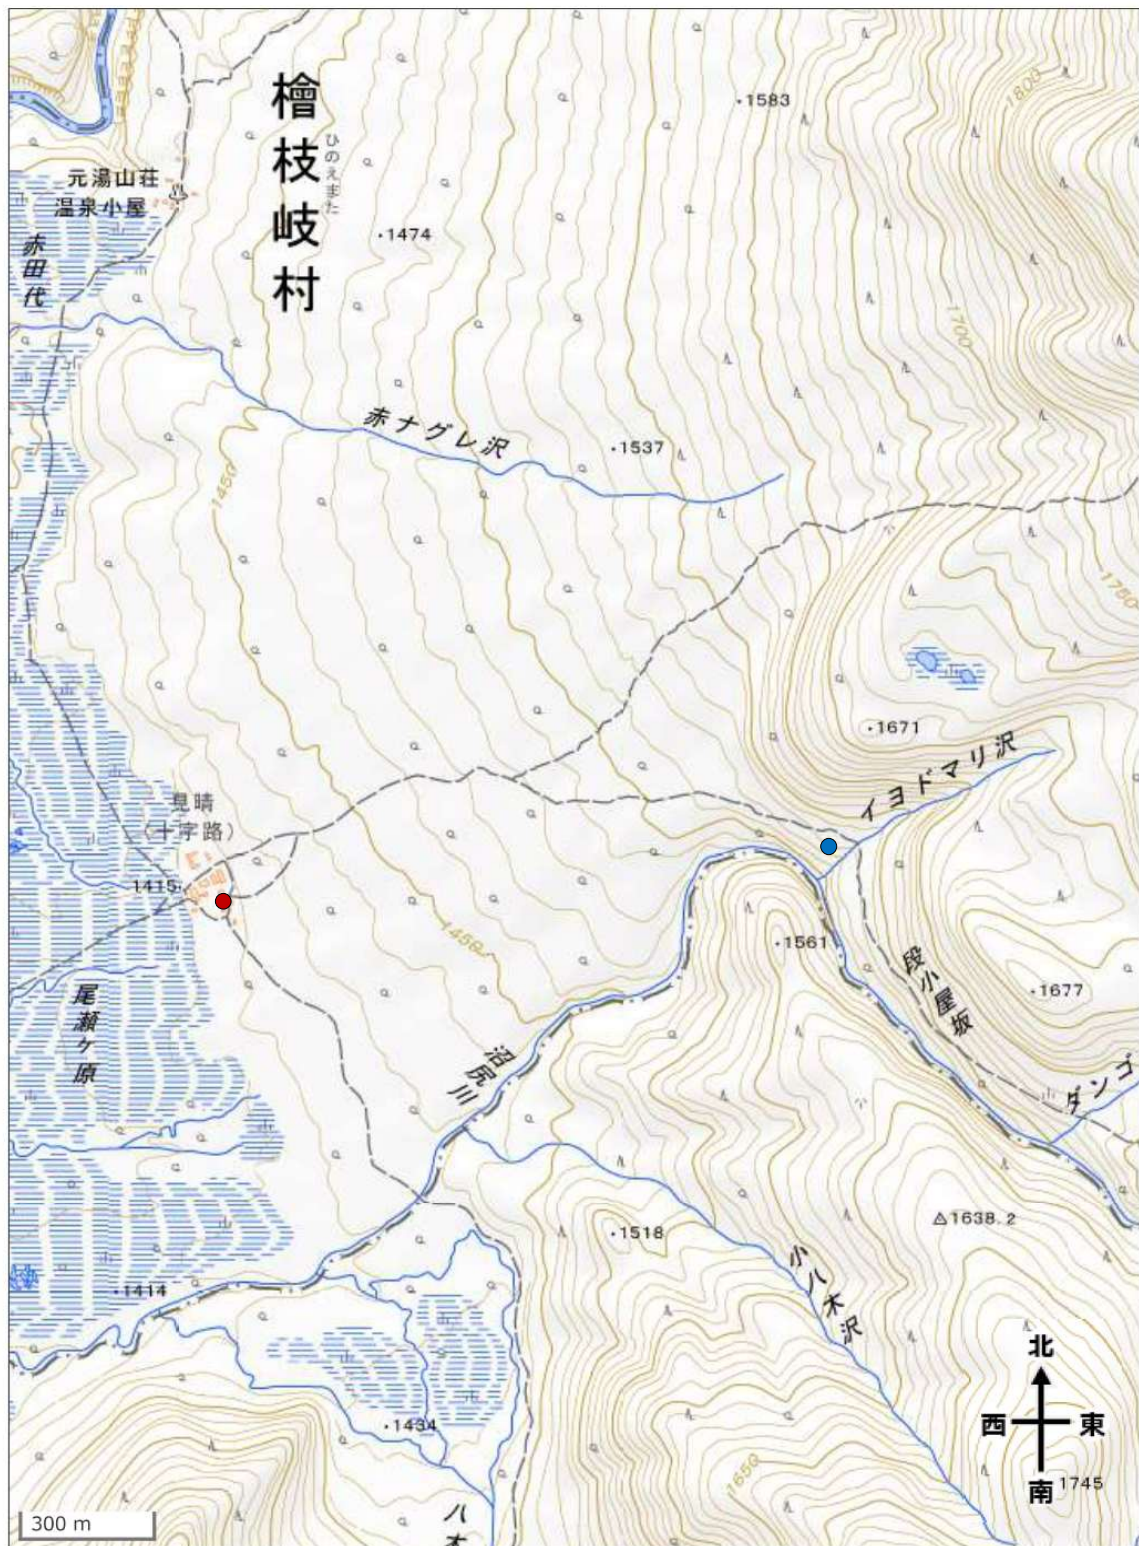 1800
1583
檜枝岐村
ひのえまた
元湯山荘
温泉小屋
1474
赤田代
1700
赤ナグレ沢
1537
1450
1750
1671
イヨドマリ沢
見晴
(十字路)
1415
1450
1561
段小屋坂
1677
尾瀬ヶ原
沼尻川
ダンゴ
1638.2
1518
小八木沢
1414
北
西
東
南
1434
1650
1745
300 m
八木